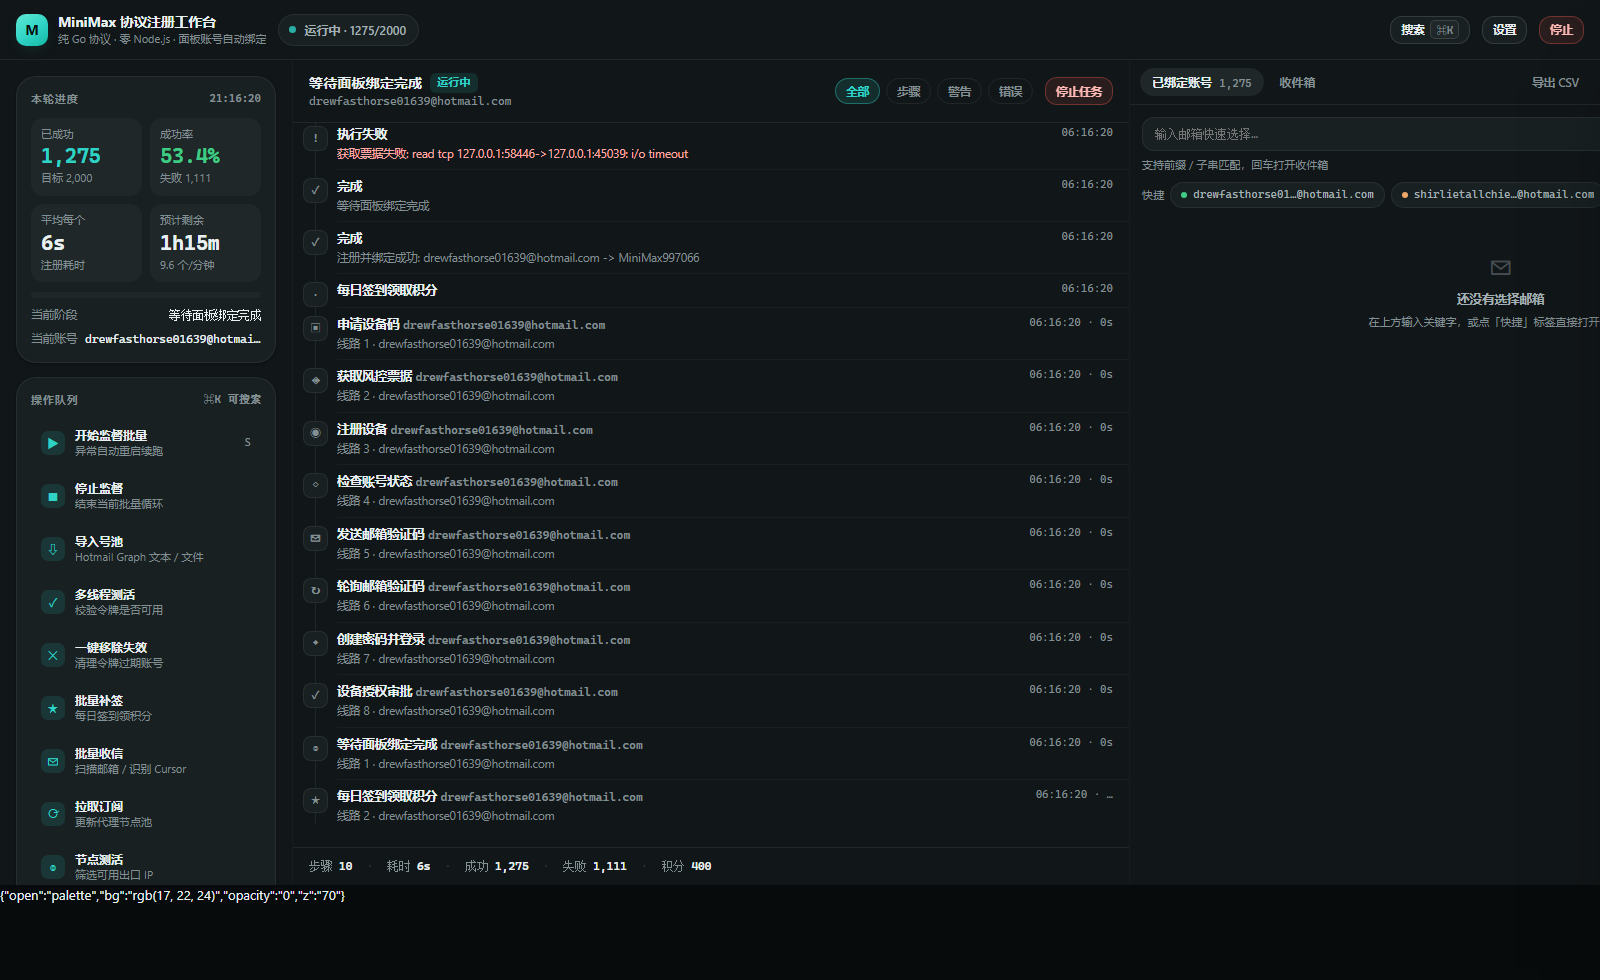 M
MiniMax 协议注册工作台
纯 Go 协议 · 零 Node.js · 面板账号自动绑定
运行中 · 1275/2000
搜索 ⌘K
设置
停止
本轮进度
21:16:20
已成功
1,275
目标 2,000
成功率
53.4%
失败 1,111
平均每个
6s
注册耗时
预计剩余
1h15m
9.6 个/分钟
当前阶段
等待面板绑定完成
当前账号
drewfasthorse01639@hotmai…
操作队列
⌘K 可搜索
开始监督批量
异常自动重启续跑
S
停止监督
结束当前批量循环
导入号池
Hotmail Graph 文本 / 文件
多线程测活
校验令牌是否可用
一键移除失效
清理令牌过期账号
批量补签
每日签到领积分
批量收信
扫描邮箱 / 识别 Cursor
拉取订阅
更新代理节点池
节点测活
筛选可用出口 IP
等待面板绑定完成 运行中
drewfasthorse01639@hotmail.com
全部
步骤
警告
错误
停止任务
执行失败
06:16:20
获取票据失败: read tcp 127.0.0.1:58446->127.0.0.1:45039: i/o timeout
完成
06:16:20
等待面板绑定完成
完成
06:16:20
注册并绑定成功: drewfasthorse01639@hotmail.com -> MiniMax997066
每日签到领取积分
06:16:20
申请设备码 drewfasthorse01639@hotmail.com
06:16:20 · 0s
线路 1 · drewfasthorse01639@hotmail.com
获取风控票据 drewfasthorse01639@hotmail.com
06:16:20 · 0s
线路 2 · drewfasthorse01639@hotmail.com
注册设备 drewfasthorse01639@hotmail.com
06:16:20 · 0s
线路 3 · drewfasthorse01639@hotmail.com
检查账号状态 drewfasthorse01639@hotmail.com
06:16:20 · 0s
线路 4 · drewfasthorse01639@hotmail.com
发送邮箱验证码 drewfasthorse01639@hotmail.com
06:16:20 · 0s
线路 5 · drewfasthorse01639@hotmail.com
轮询邮箱验证码 drewfasthorse01639@hotmail.com
06:16:20 · 0s
线路 6 · drewfasthorse01639@hotmail.com
创建密码并登录 drewfasthorse01639@hotmail.com
06:16:20 · 0s
线路 7 · drewfasthorse01639@hotmail.com
设备授权审批 drewfasthorse01639@hotmail.com
06:16:20 · 0s
线路 8 · drewfasthorse01639@hotmail.com
等待面板绑定完成 drewfasthorse01639@hotmail.com
06:16:20 · 0s
线路 1 · drewfasthorse01639@hotmail.com
每日签到领取积分 drewfasthorse01639@hotmail.com
06:16:20 · …
线路 2 · drewfasthorse01639@hotmail.com
步骤 10 · 耗时 6s · 成功 1,275 · 失败 1,111 · 积分 400
已绑定账号 1,275
收件箱
导出 CSV
输入邮箱快速选择…
支持前缀 / 子串匹配，回车打开收件箱
快捷
drewfasthorse01…@hotmail.com
shirlietallchie…@hotmail.com
还没有选择邮箱
在上方输入关键字，或点「快捷」标签直接打开
{"open":"palette","bg":"rgb(17, 22, 24)","opacity":"0","z":"70"}